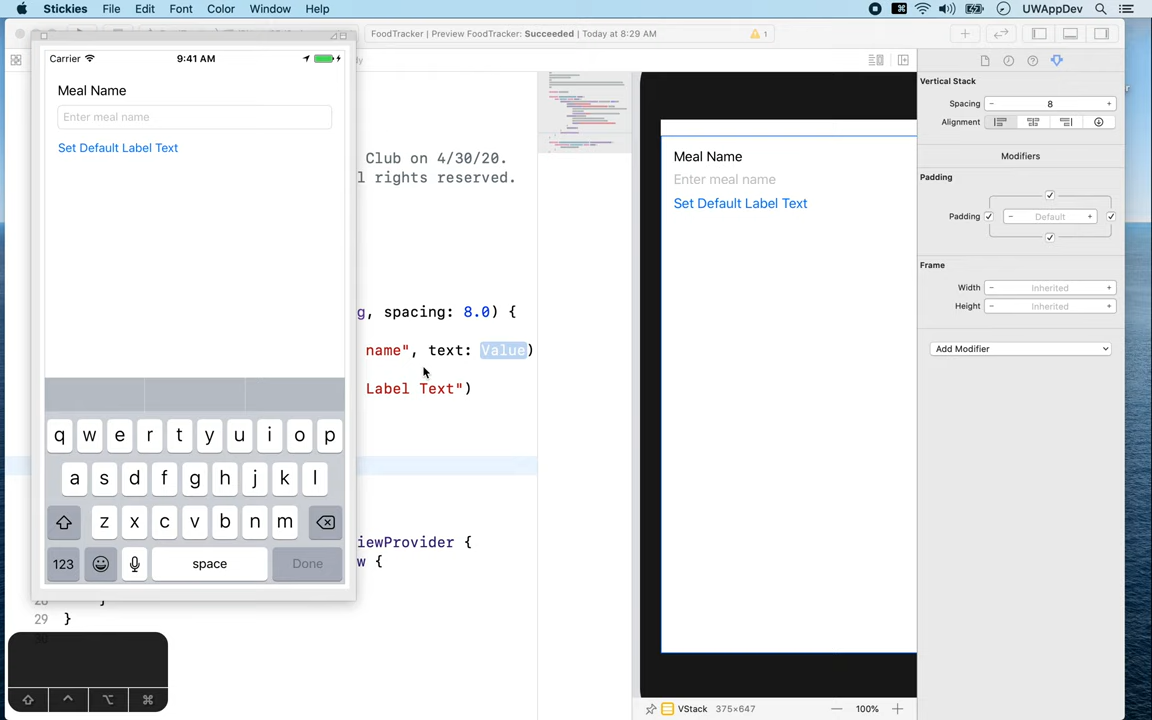 Stickies File Edit Font Color Window Help UWAppDev
FoodTracker | Preview FoodTracker: Succeeded | Today at 8:29 AM 1
Carrier 9:41 AM
Meal Name
Enter meal name
Set Default Label Text
q w e r t y u i o p
a s d f g h j k l
z x c v b n m
123 space Done
Club on 4/30/20.
l rights reserved.
g, spacing: 8.0) {
name", text: Value)
Label Text")
iewProvider {
w {
28 }
29 }
30
Meal Name
Enter meal name
Set Default Label Text
VStack 375×647 — 100% +
Vertical Stack
Spacing − 8 +
Alignment
Modifiers
Padding
Padding − Default +
Frame
Width − Inherited +
Height − Inherited +
Add Modifier